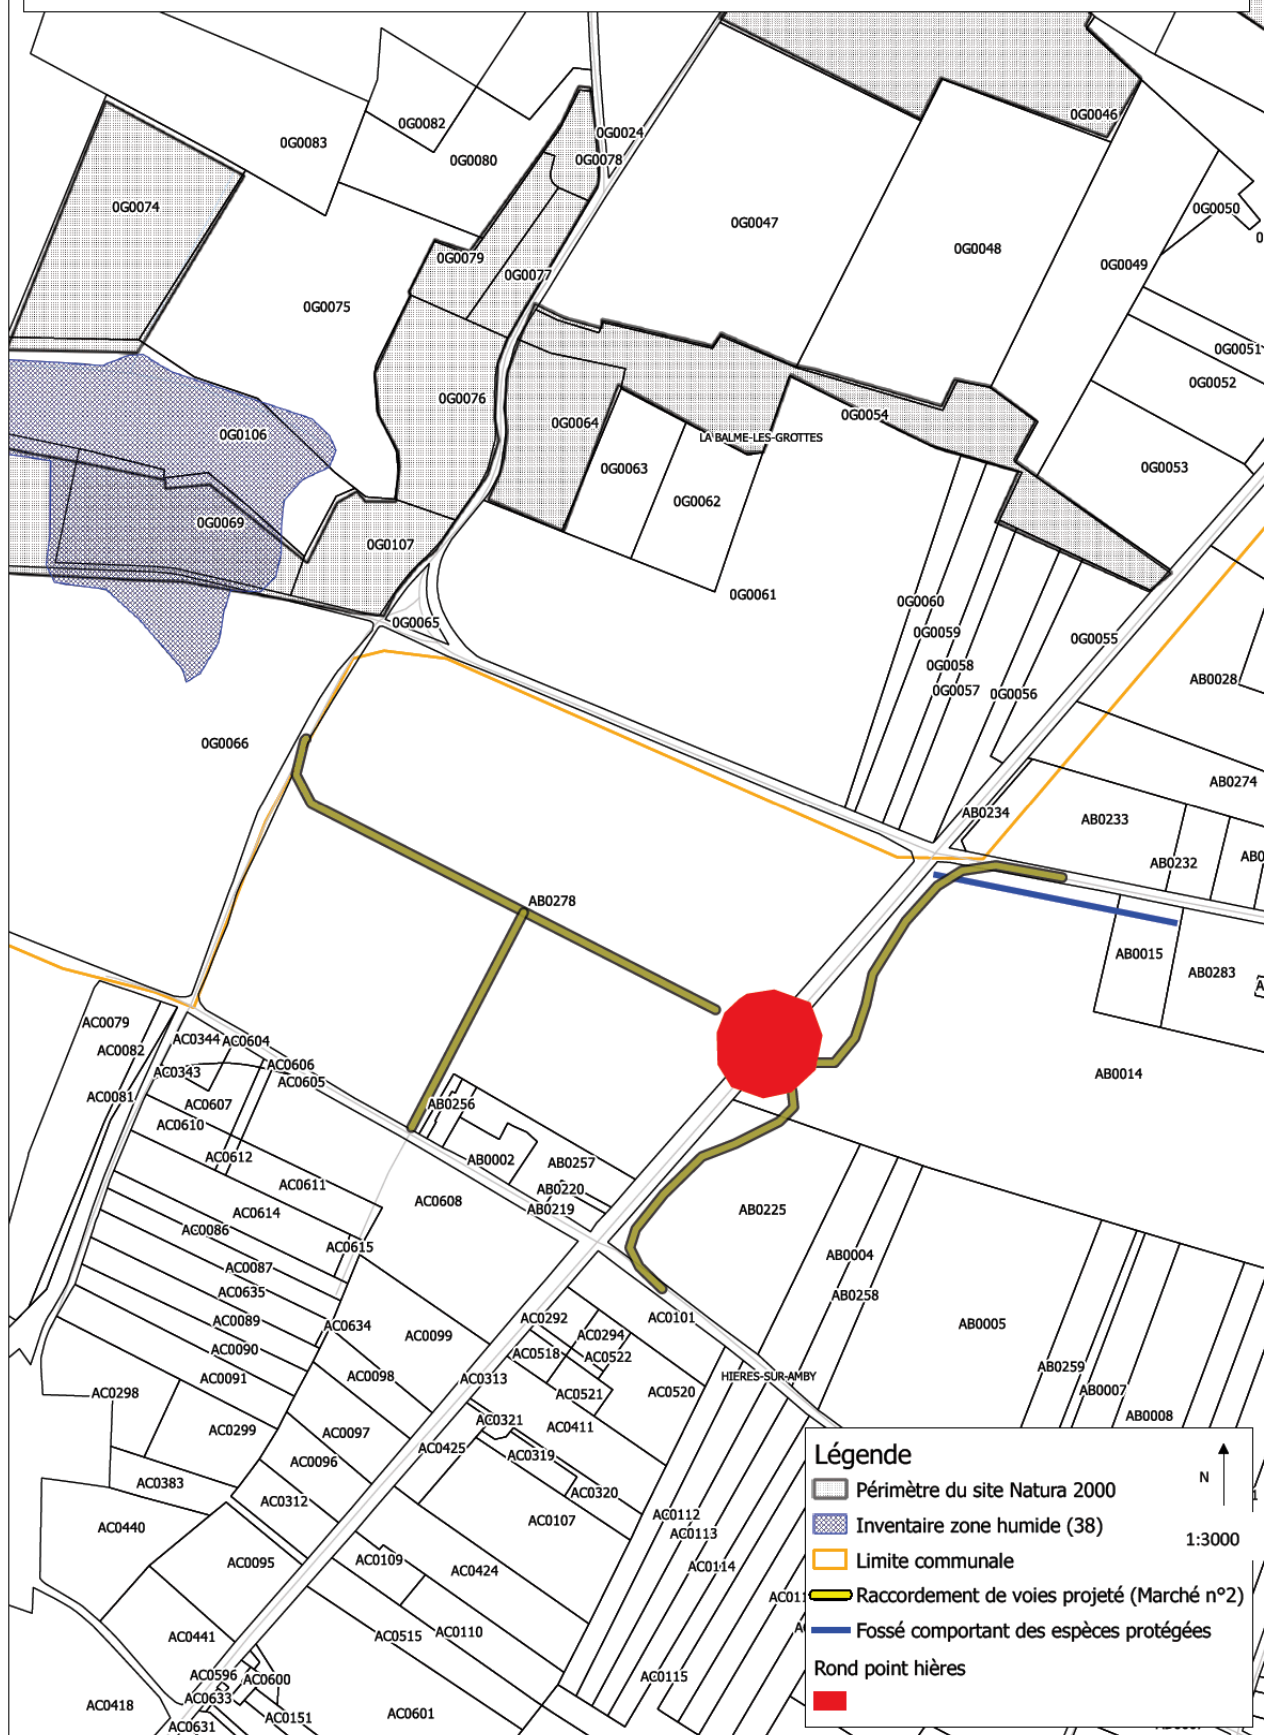 0G0046
0G0082
0G0024
0G0083
0G0078
0G0080
0G0074
0G0050
0G0047
0G0048
0G0079
0G0049
0G0077
0G0075
0G0051
0G0052
0G0076
0G0054
0G0064
0G0106
LA BALME-LES-GROTTES
0G0063
0G0053
0G0062
0G0069
0G0107
0G0061
0G0060
0G0065
0G0059
0G0055
0G0058
AB0028
0G0057
0G0056
0G0066
AB0274
AB0234
AB0233
AB0232
AB0278
AB0015
AB0283
AC0079
AC0344
AC0604
AC0082
AC0606
AC0343
AC0605
AB0014
AC0081
AC0607
AB0256
AC0610
AC0612
AB0002
AB0257
AC0611
AB0220
AC0608
AB0219
AB0225
AC0614
AC0086
AC0615
AB0004
AC0087
AC0635
AB0258
AC0089
AC0634
AC0292
AC0101
AB0005
AC0099
AC0294
AC0090
AC0518
AC0522
AB0259
AC0091
AC0098
AC0313
HIERES-SUR-AMBY
AC0298
AC0521
AC0520
AB0007
AC0321
AC0411
AB0008
AC0299
AC0097
AC0425
AC0319
AC0096
AC0383
AC0320
AC0312
AC0107
AC0112
AC0440
AC0113
AC0095
AC0109
AC0424
AC0114
AC0441
AC0515
AC0110
AC0596
AC0600
AC0115
AC0633
AC0418
AC0151
AC0601
AC0631
Légende
N
Périmètre du site Natura 2000
Inventaire zone humide (38)
1:3000
Limite communale
Raccordement de voies projeté (Marché n°2)
Fossé comportant des espèces protégées
Rond point hières